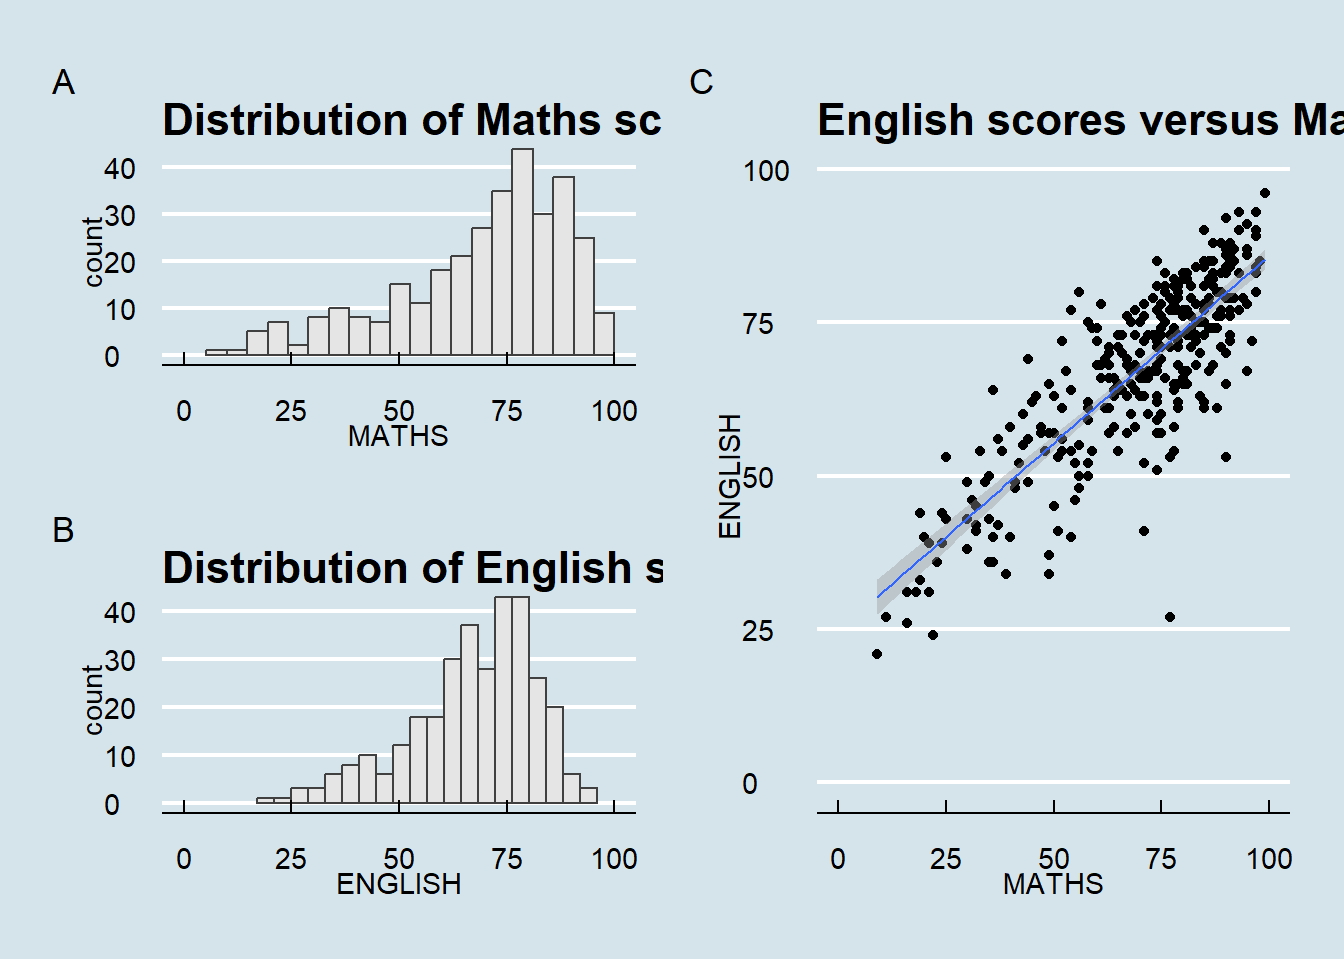 A
Distribution of Maths sc
40
30
20
10
0
count
0 25 50 75 100
MATHS
B
Distribution of English s
40
30
20
10
0
count
0 25 50 75 100
ENGLISH
C
English scores versus Ma
100
75
50
25
0
ENGLISH
0 25 50 75 100
MATHS